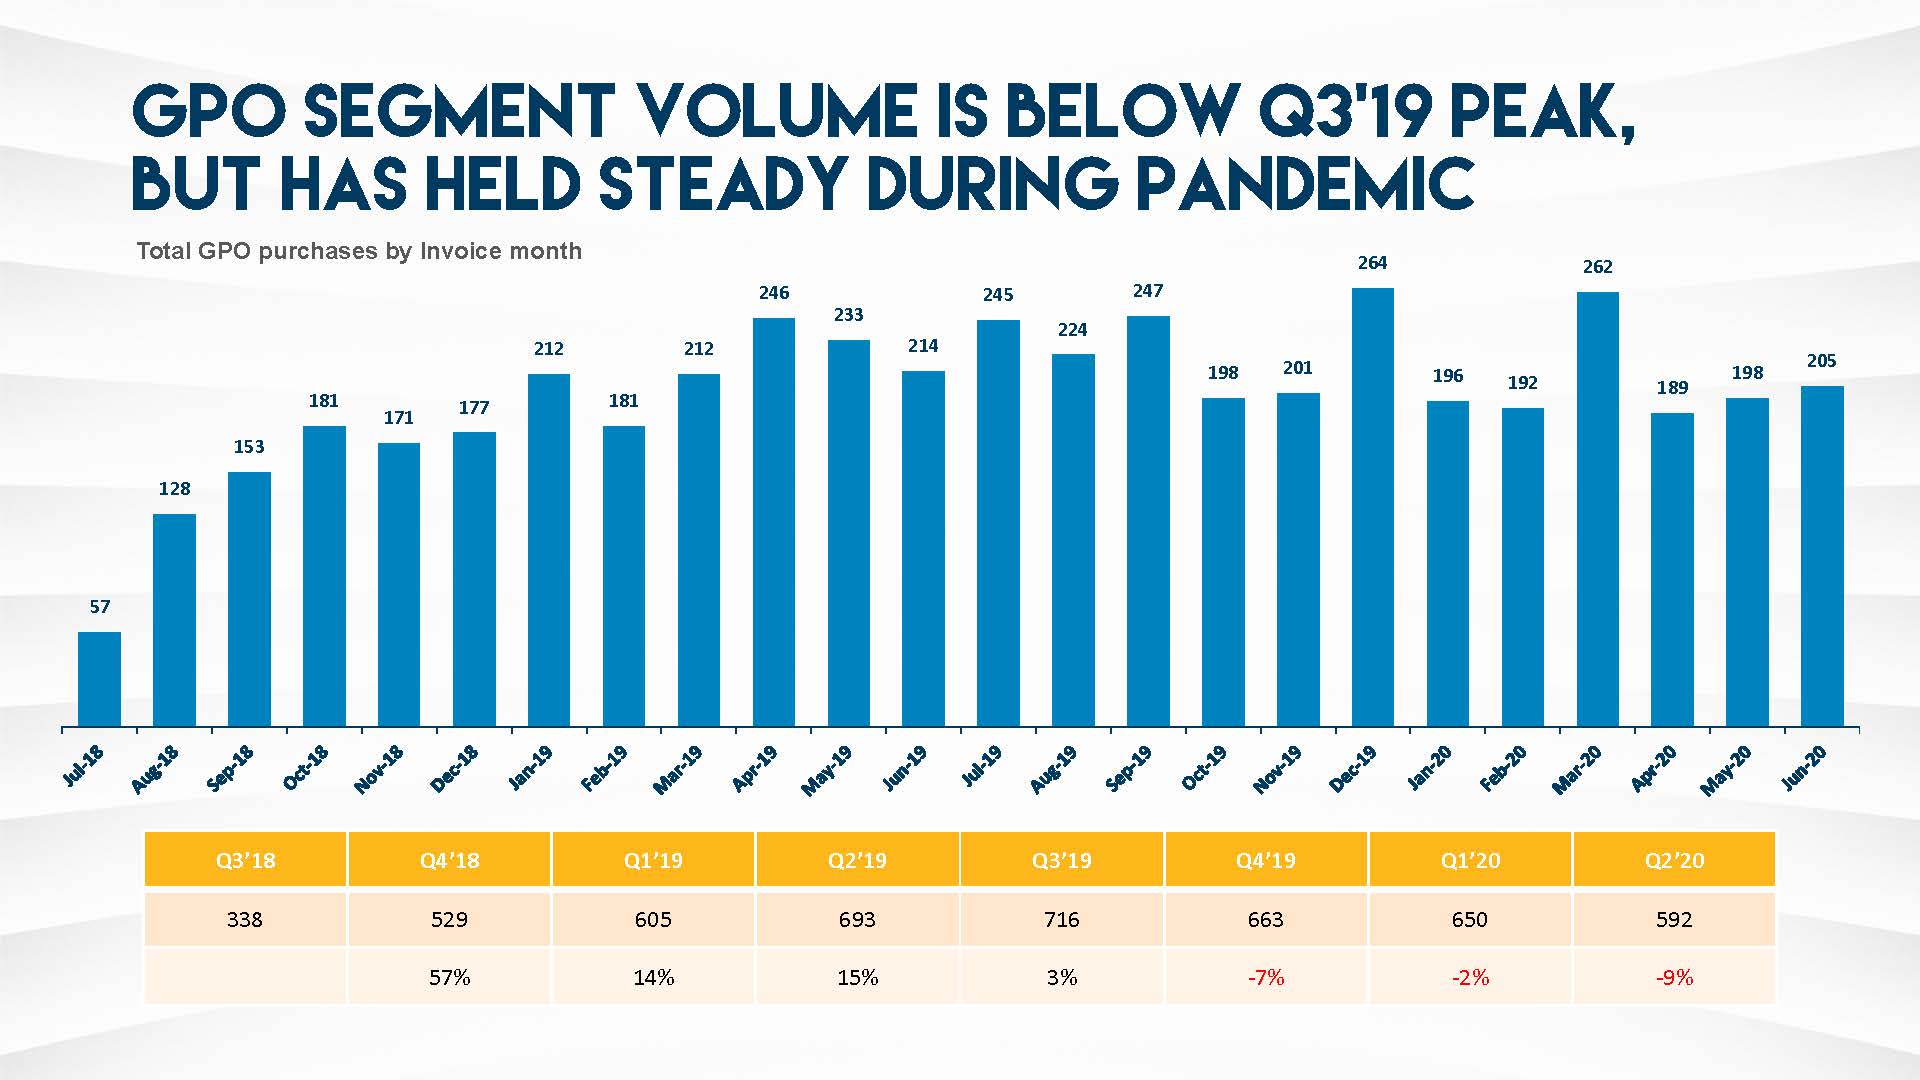 GPO SEGMENT VOLUME IS BELOW Q3'19 PEAK,
BUT HAS HELD STEADY DURING PANDEMIC
Total GPO purchases by Invoice month
57 128 153 181 171 177 212 181 212 246 233 214 245 224 247 198 201 264 196 192 262 189 198 205
Jul-18 Aug-18 Sep-18 Oct-18 Nov-18 Dec-18 Jan-19 Feb-19 Mar-19 Apr-19 May-19 Jun-19 Jul-19 Aug-19 Sep-19 Oct-19 Nov-19 Dec-19 Jan-20 Feb-20 Mar-20 Apr-20 May-20 Jun-20
Q3’18 Q4’18 Q1’19 Q2’19 Q3’19 Q4’19 Q1’20 Q2’20
338 529 605 693 716 663 650 592
57% 14% 15% 3% -7% -2% -9%